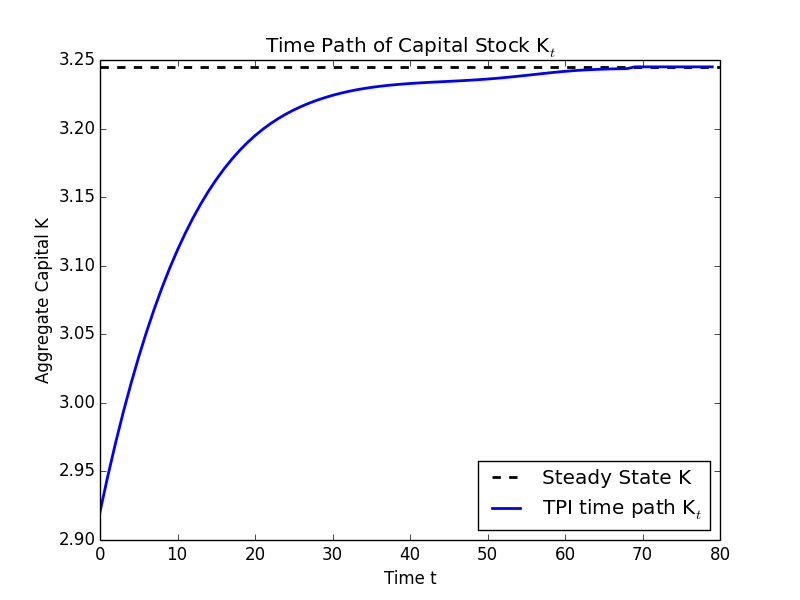 Time Path of Capital Stock Kₜ
Aggregate Capital K
3.25
3.20
3.15
3.10
3.05
3.00
2.95
2.90
0 10 20 30 40 50 60 70 80
Time t
Steady State K
TPI time path Kₜ